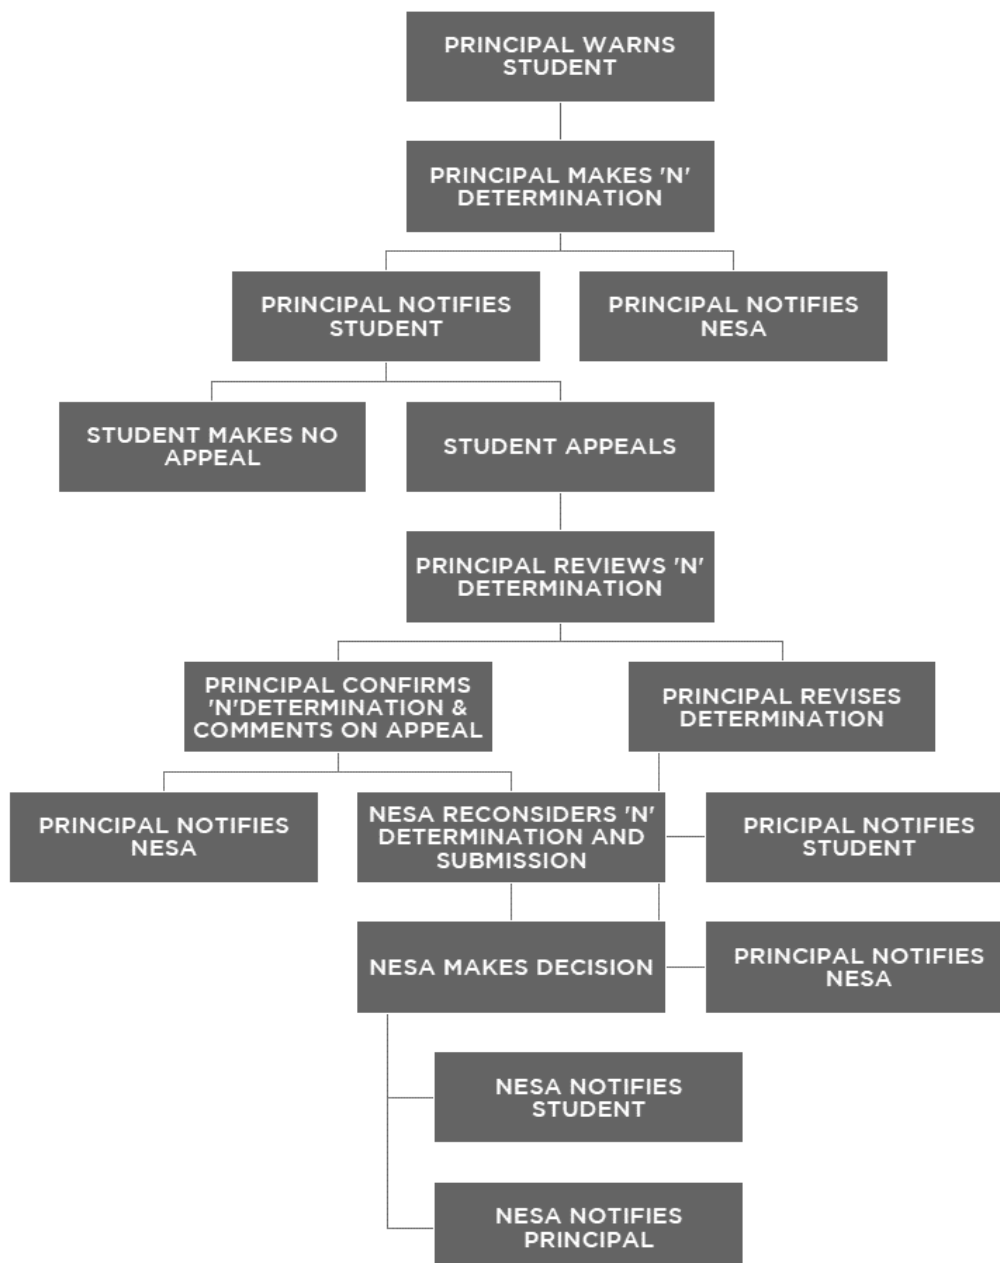 PRINCIPAL WARNS
STUDENT
PRINCIPAL MAKES 'N'
DETERMINATION
PRINCIPAL NOTIFIES
STUDENT
PRINCIPAL NOTIFIES
NESA
STUDENT MAKES NO
APPEAL
STUDENT APPEALS
PRINCIPAL REVIEWS 'N'
DETERMINATION
PRINCIPAL CONFIRMS
'N'DETERMINATION &
COMMENTS ON APPEAL
PRINCIPAL REVISES
DETERMINATION
PRINCIPAL NOTIFIES
NESA
NESA RECONSIDERS 'N'
DETERMINATION AND
SUBMISSION
PRICIPAL NOTIFIES
STUDENT
NESA MAKES DECISION
PRINCIPAL NOTIFIES
NESA
NESA NOTIFIES
STUDENT
NESA NOTIFIES
PRINCIPAL